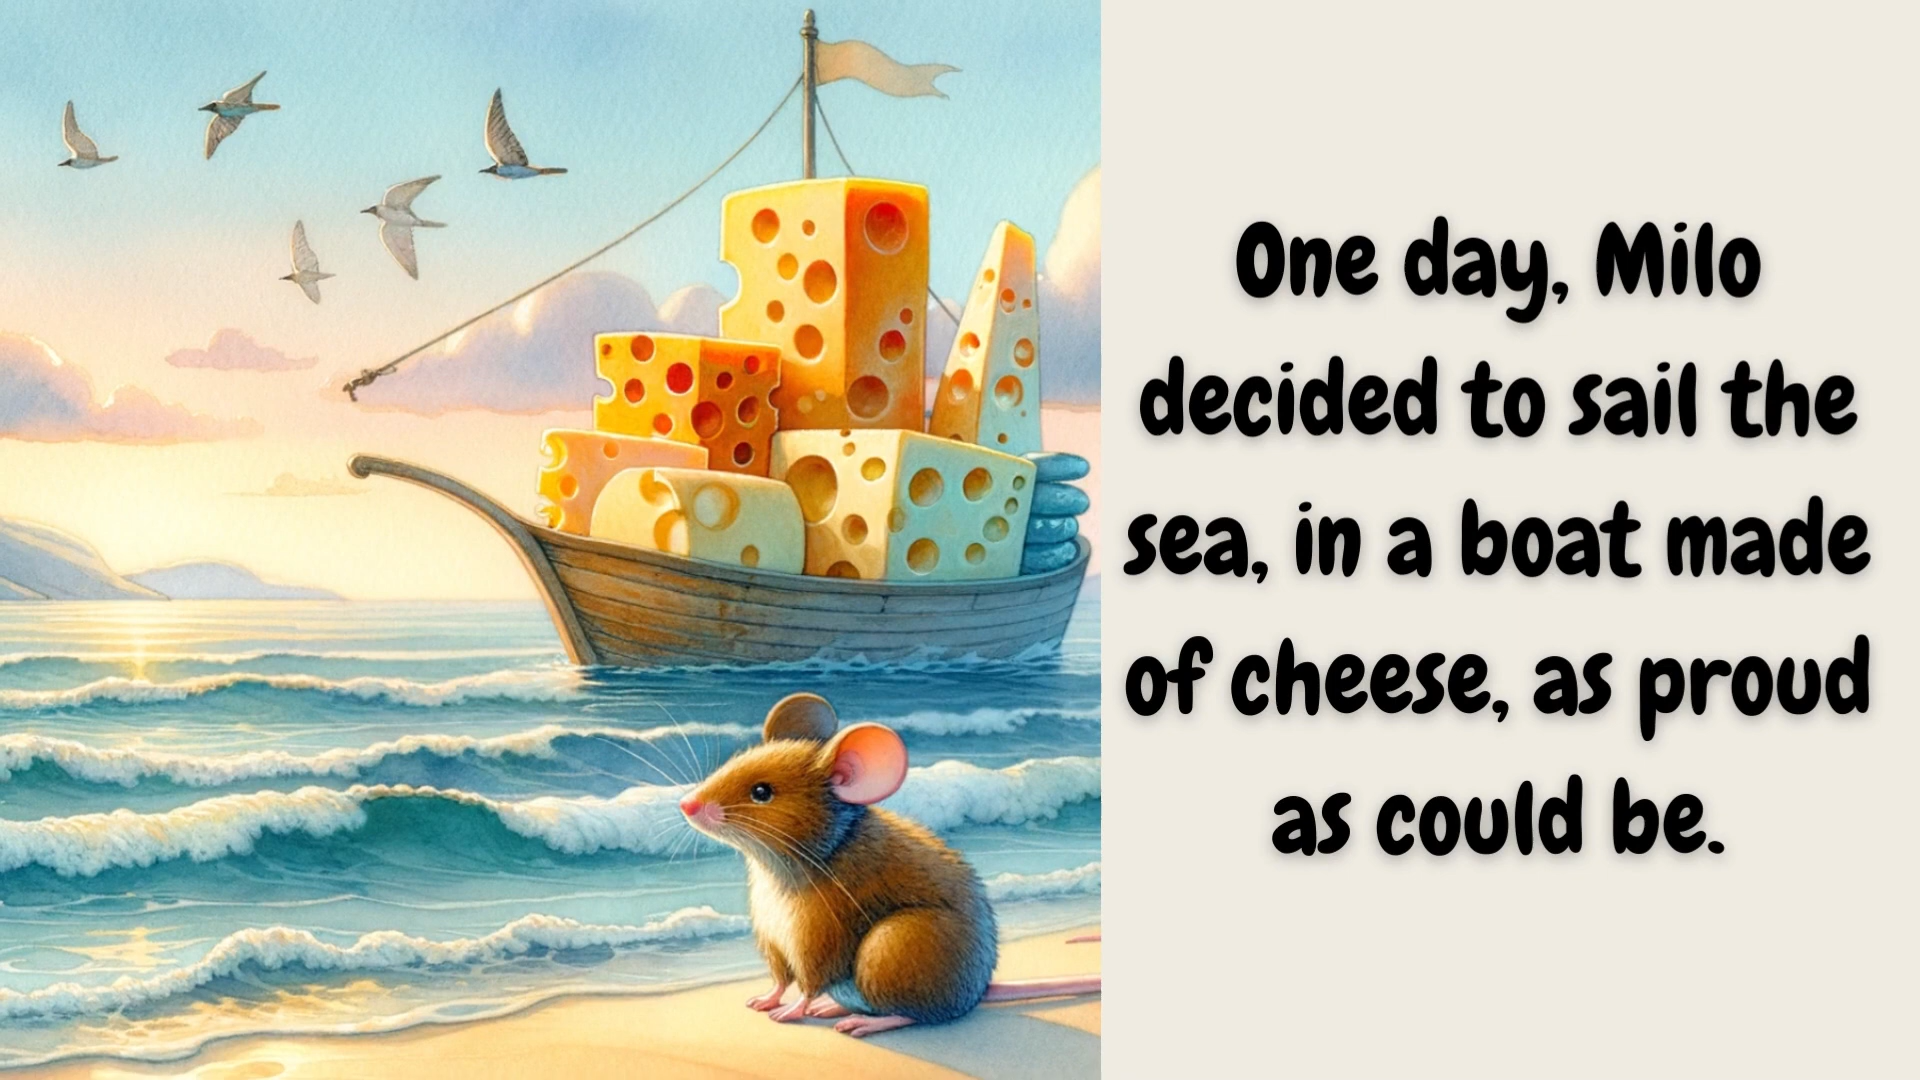 One day, Milo
decided to sail the
sea, in a boat made
of cheese, as proud
as could be.